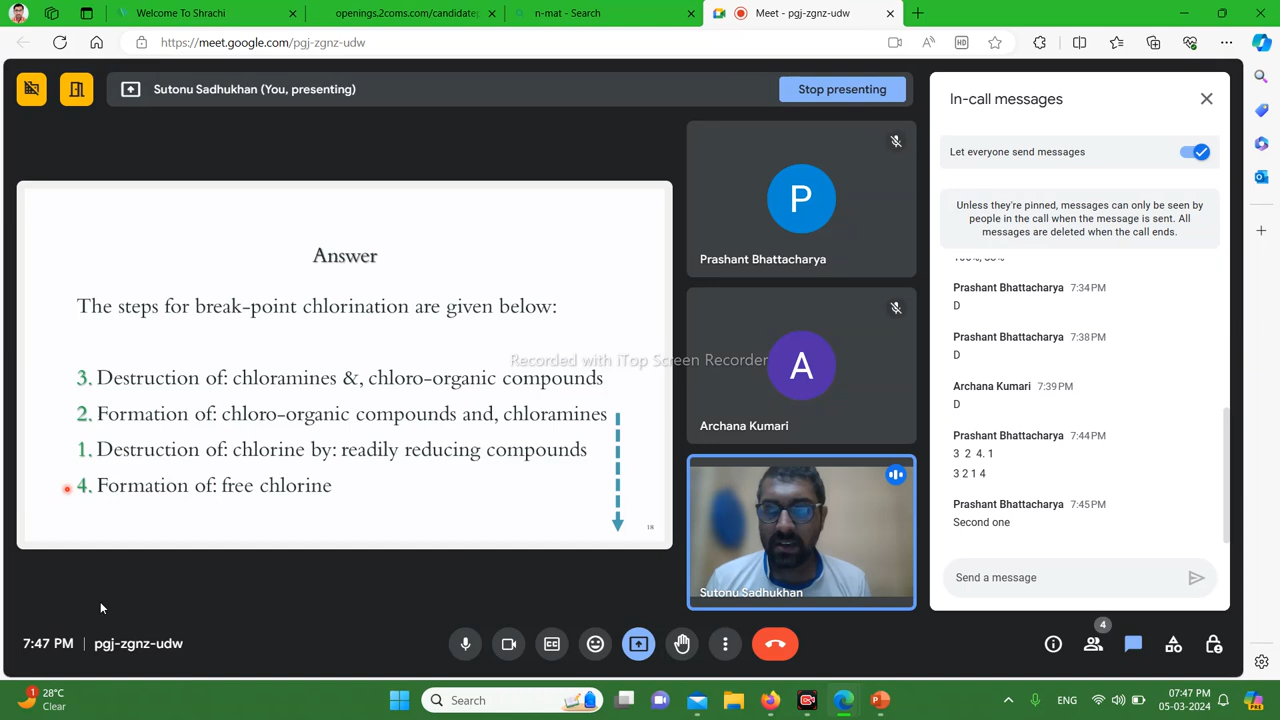 Welcome To Shrachi
openings.2coms.com/candidate
n-mat - Search
Meet - pgj-zgnz-udw
https://meet.google.com/pgj-zgnz-udw
Sutonu Sadhukhan (You, presenting)
Stop presenting
Answer
The steps for break-point chlorination are given below:
3. Destruction of: chloramines &, chloro-organic compounds
2. Formation of: chloro-organic compounds and, chloramines
1. Destruction of: chlorine by: readily reducing compounds
4. Formation of: free chlorine
18
P
Prashant Bhattacharya
Recorded with iTop Screen Recorder
A
Archana Kumari
Sutonu Sadhukhan
In-call messages
Let everyone send messages
Unless they're pinned, messages can only be seen by
people in the call when the message is sent. All
messages are deleted when the call ends.
Prashant Bhattacharya 7:34 PM
D
Prashant Bhattacharya 7:38 PM
D
Archana Kumari 7:39 PM
D
Prashant Bhattacharya 7:44 PM
3 2 4. 1
3 2 1 4
Prashant Bhattacharya 7:45 PM
Second one
Send a message
7:47 PM | pgj-zgnz-udw
4
1
28°C
Clear
Search
ENG
07:47 PM
05-03-2024